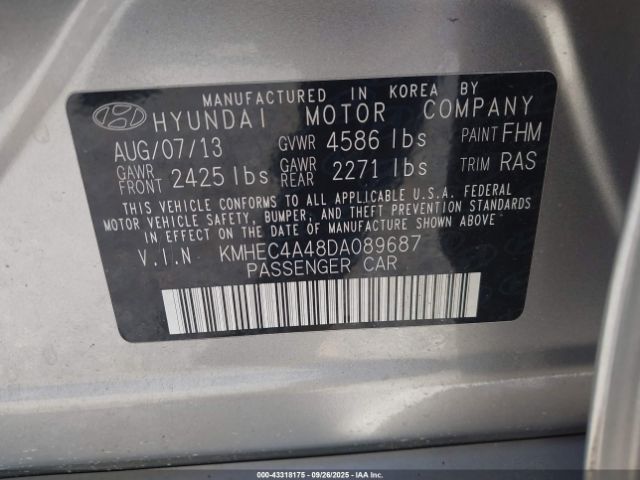 MANUFACTURED IN KOREA BY
HYUNDAI MOTOR COMPANY
AUG/07/13 GVWR 4586 lbs PAINT FHM
GAWR FRONT 2425 lbs GAWR REAR 2271 lbs TRIM RAS
THIS VEHICLE CONFORMS TO ALL APPLICABLE U.S.A. FEDERAL
MOTOR VEHICLE SAFETY, BUMPER, AND THEFT PREVENTION STANDARDS
IN EFFECT ON THE DATE OF MANUFACTURE SHOWN ABOVE.
V.I.N KMHEC4A48DA089687
PASSENGER CAR
000-43318175 - 09/26/2025 - IAAI.COM